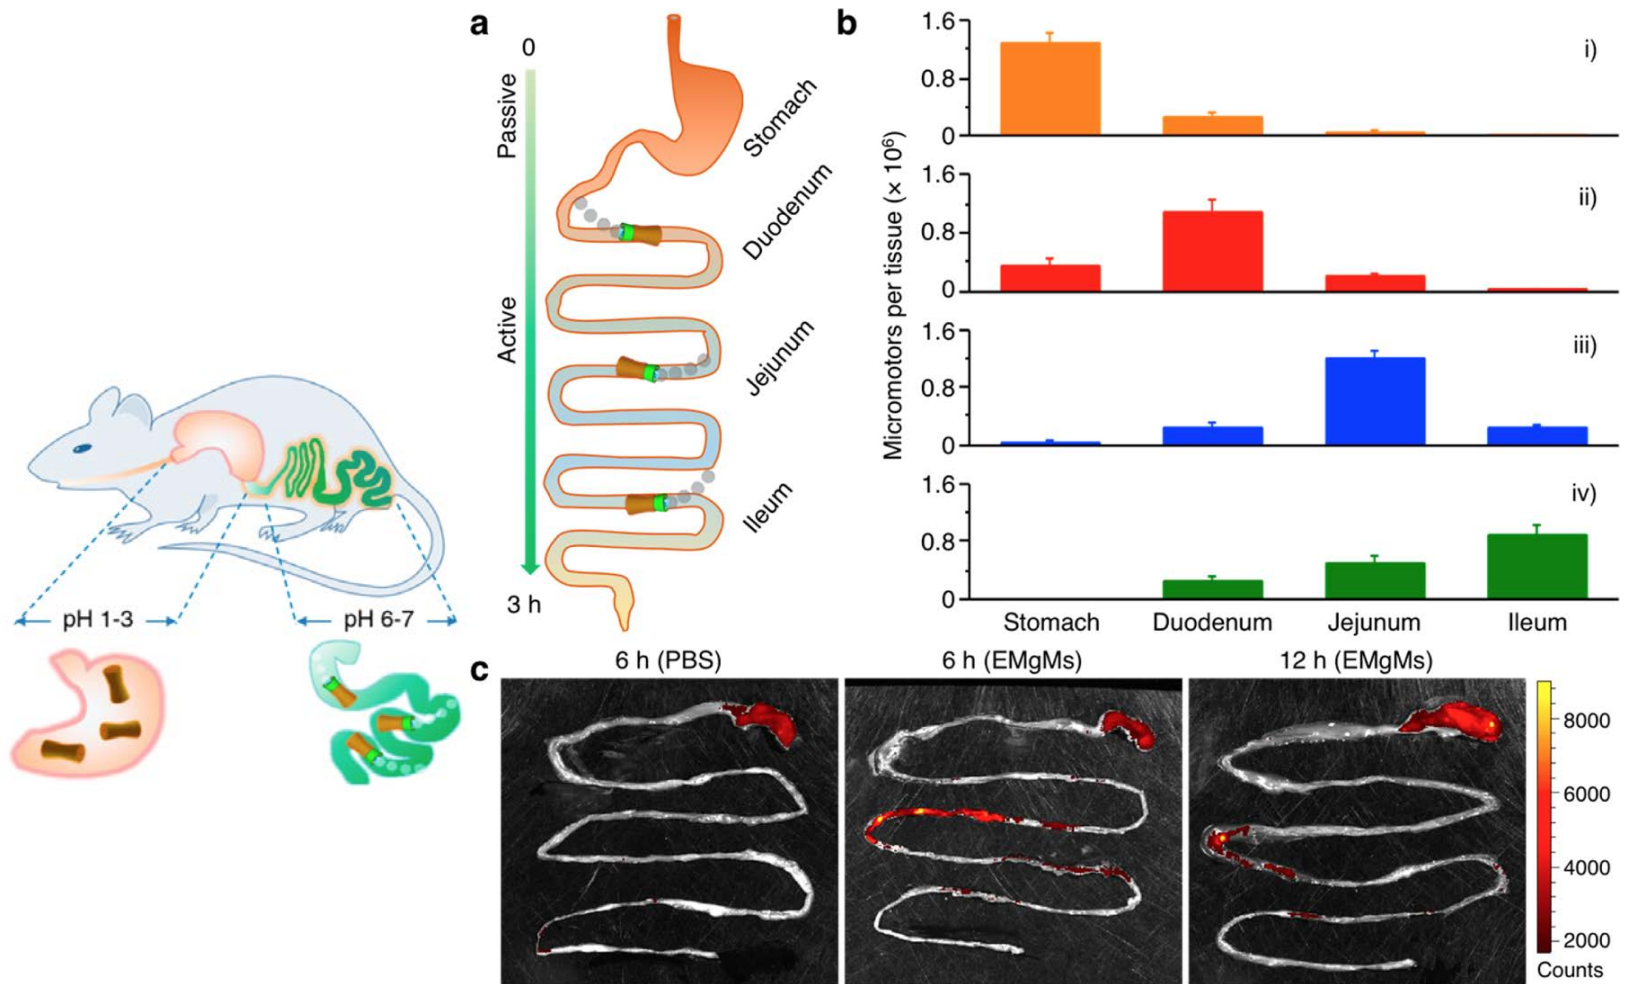 a
0
Passive
Active
3 h
Stomach
Duodenum
Jejunum
Ileum
pH 1-3
pH 6-7
b
Micromotors per tissue (× 10⁶)
1.6
0.8
0
i)
1.6
0.8
0
ii)
1.6
0.8
0
iii)
1.6
0.8
0
iv)
Stomach Duodenum Jejunum Ileum
c
6 h (PBS)
6 h (EMgMs)
12 h (EMgMs)
8000
6000
4000
2000
Counts